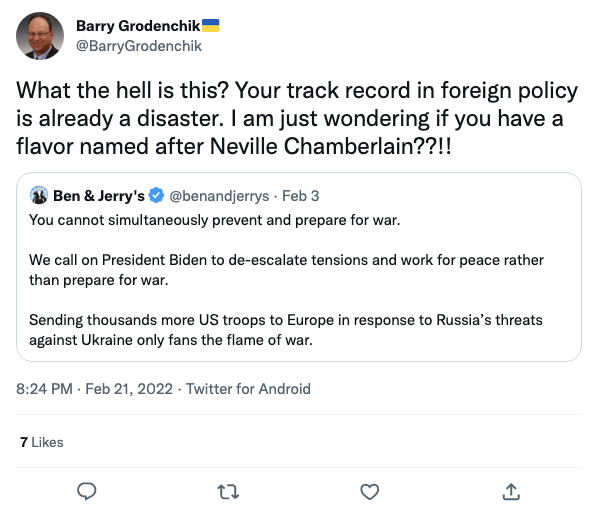 Barry Grodenchik🇺🇦
@BarryGrodenchik
What the hell is this? Your track record in foreign policy
is already a disaster. I am just wondering if you have a
flavor named after Neville Chamberlain??!!
Ben & Jerry's @benandjerrys · Feb 3
You cannot simultaneously prevent and prepare for war.
We call on President Biden to de-escalate tensions and work for peace rather
than prepare for war.
Sending thousands more US troops to Europe in response to Russia’s threats
against Ukraine only fans the flame of war.
8:24 PM · Feb 21, 2022 · Twitter for Android
7 Likes